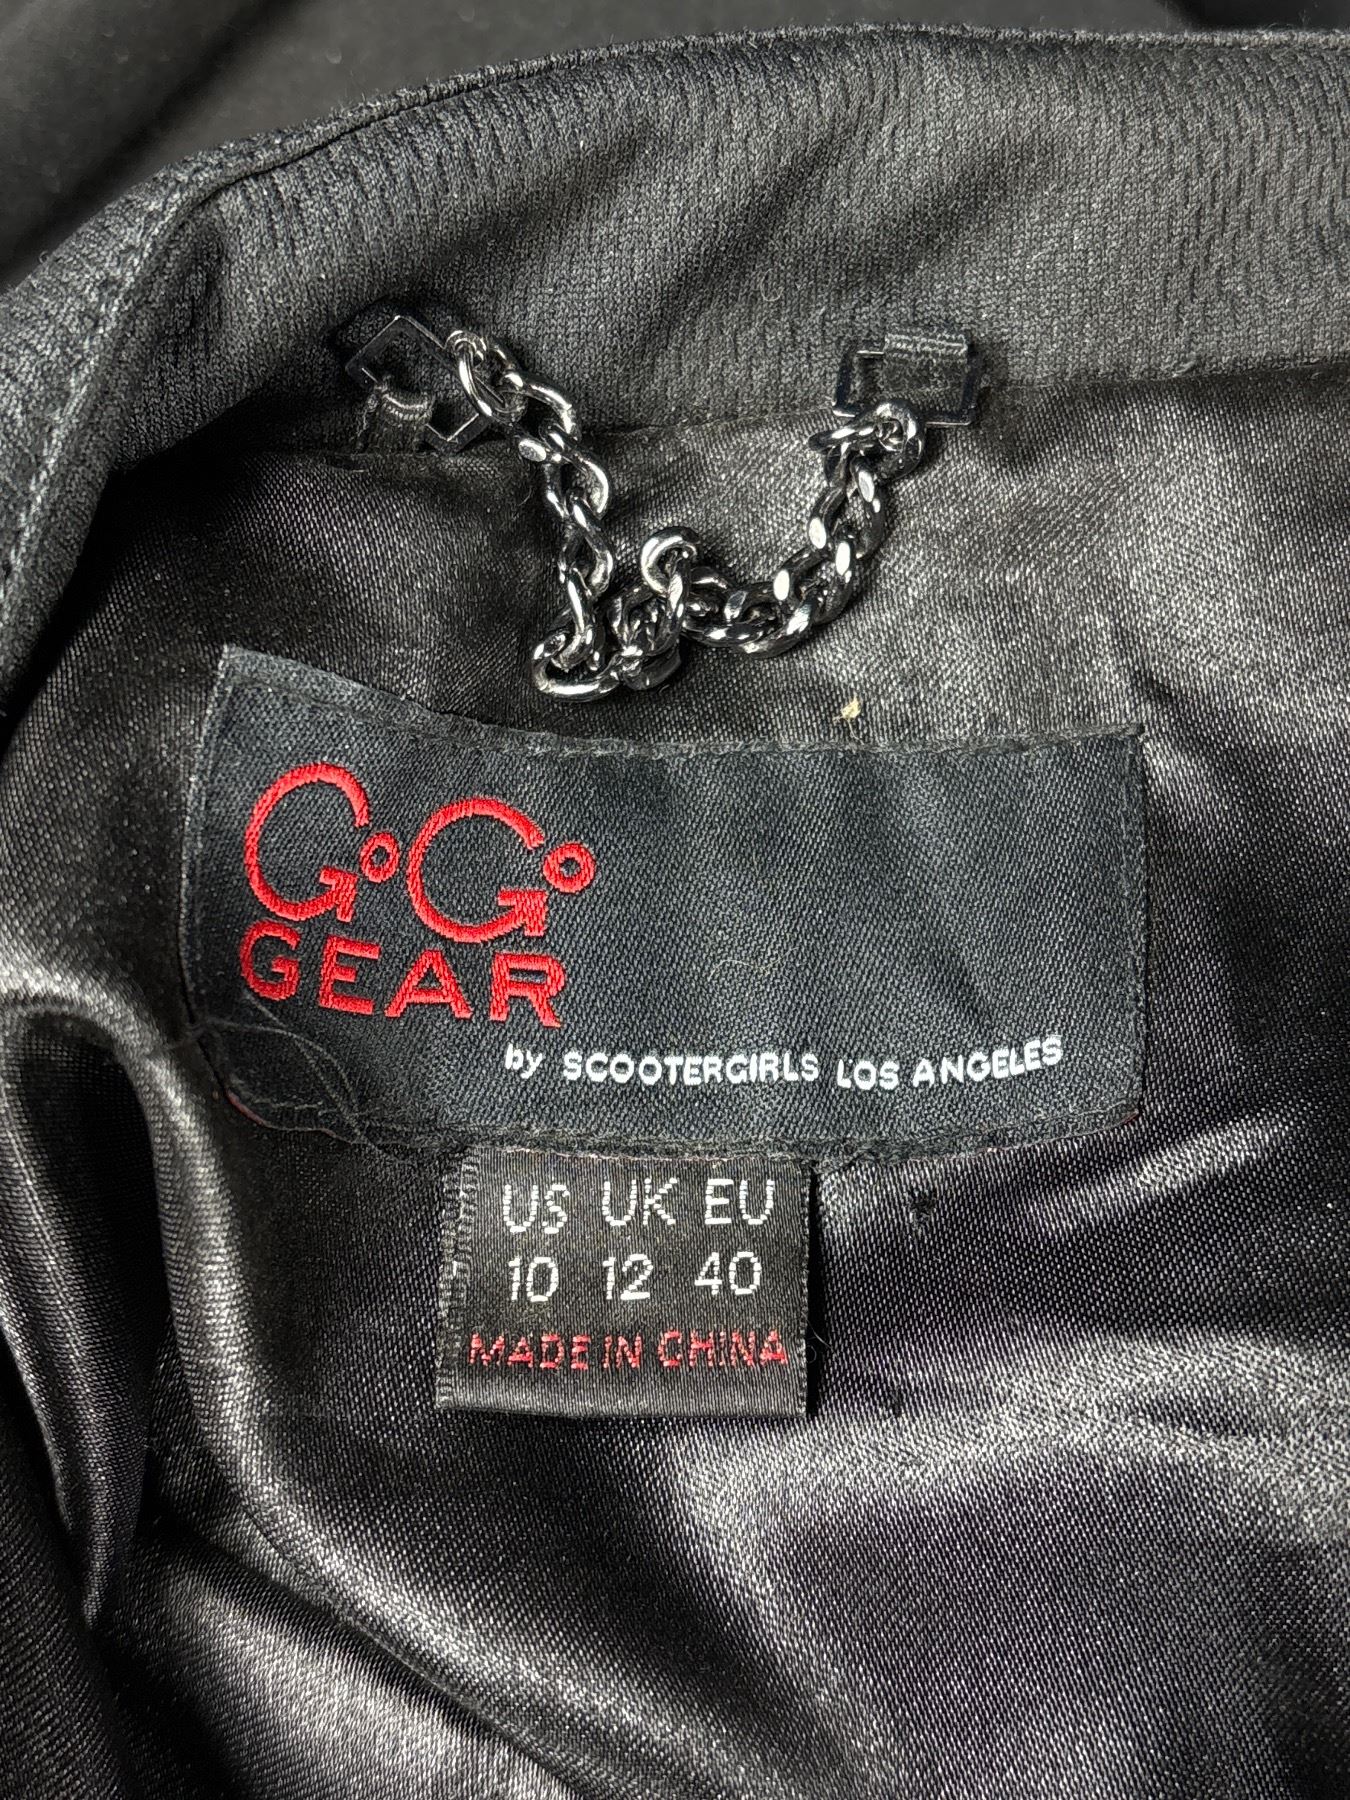 GoGo
GEAR
by SCOOTERGIRLS LOS ANGELES
US UK EU
10 12 40
MADE IN CHINA